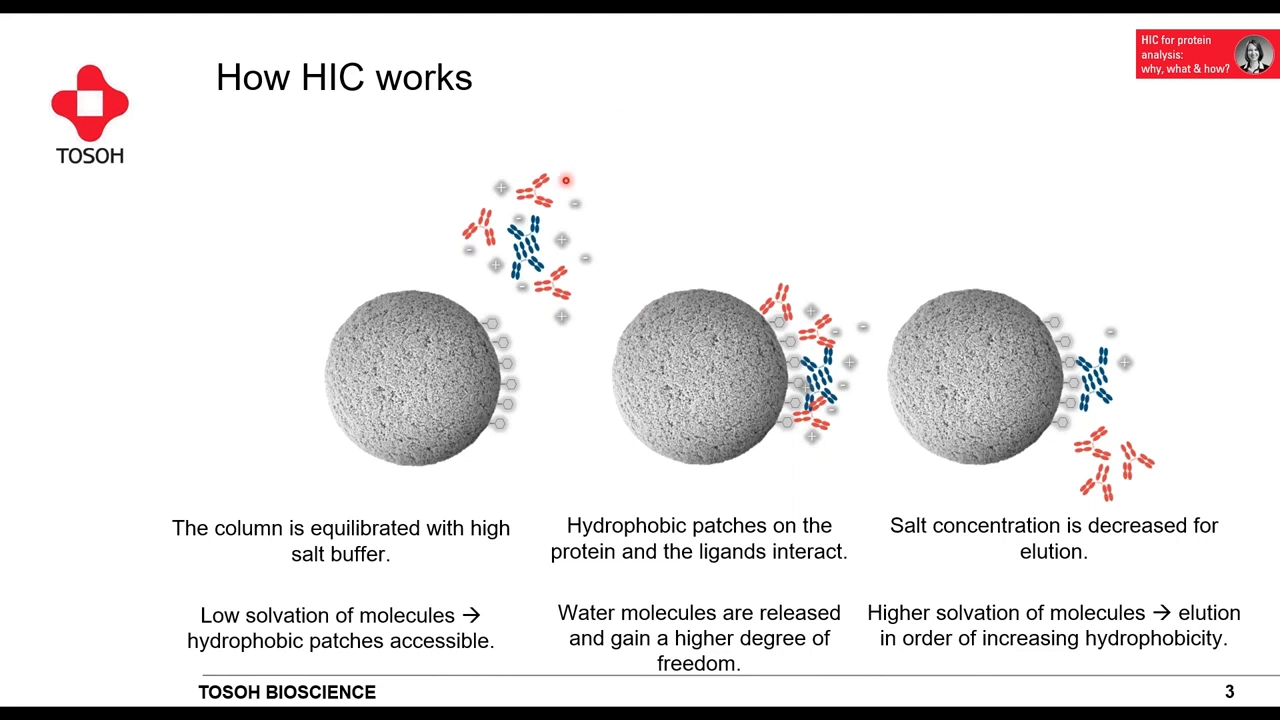 HIC for protein
analysis:
why, what & how?
How HIC works
TOSOH
The column is equilibrated with high
salt buffer.
Low solvation of molecules →
hydrophobic patches accessible.
Hydrophobic patches on the
protein and the ligands interact.
Water molecules are released
and gain a higher degree of
freedom.
Salt concentration is decreased for
elution.
Higher solvation of molecules → elution
in order of increasing hydrophobicity.
TOSOH BIOSCIENCE
3